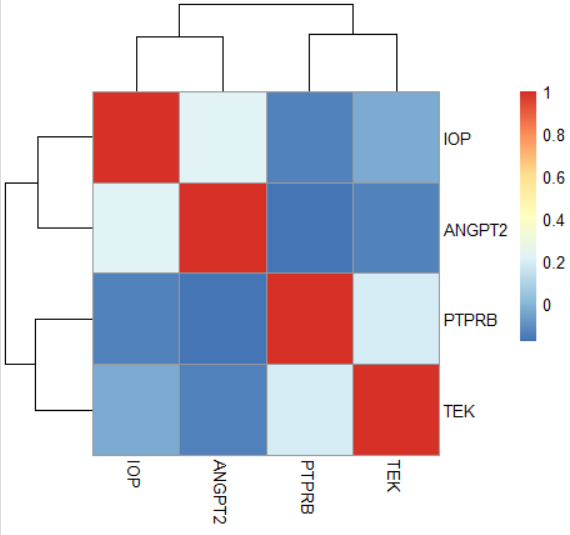 1
0.8
0.6
0.4
0.2
0
IOP
ANGPT2
PTPRB
TEK
IOP
ANGPT2
PTPRB
TEK